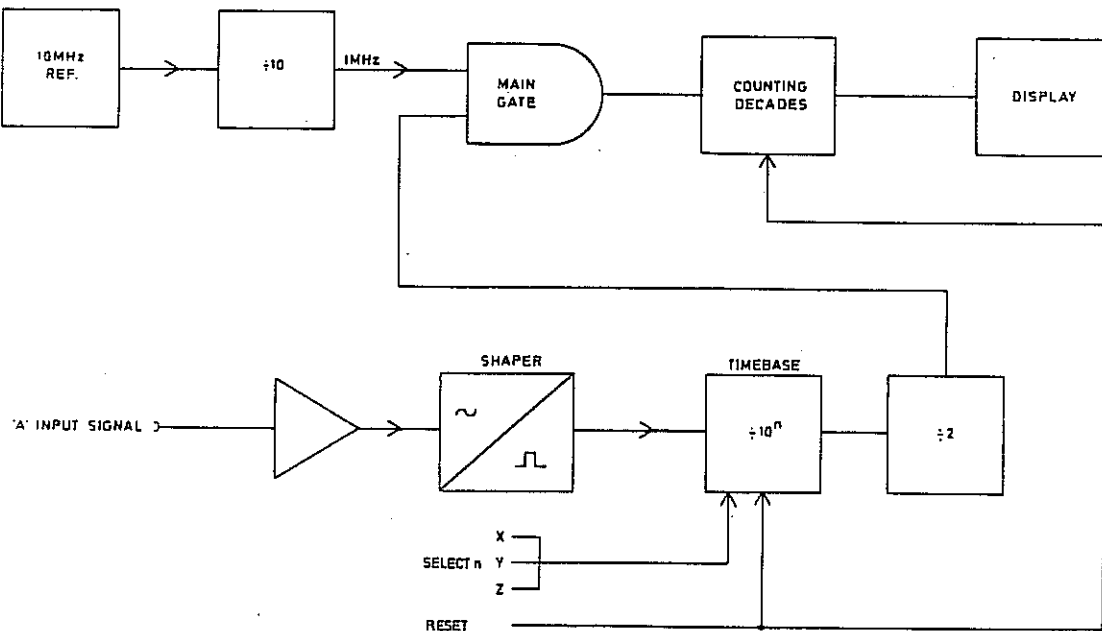 10MHz
REF.
÷10
1MHz
MAIN
GATE
COUNTING
DECADES
DISPLAY
SHAPER
TIMEBASE
'A' INPUT SIGNAL
÷10ⁿ
÷2
X
SELECT n Y
Z
RESET